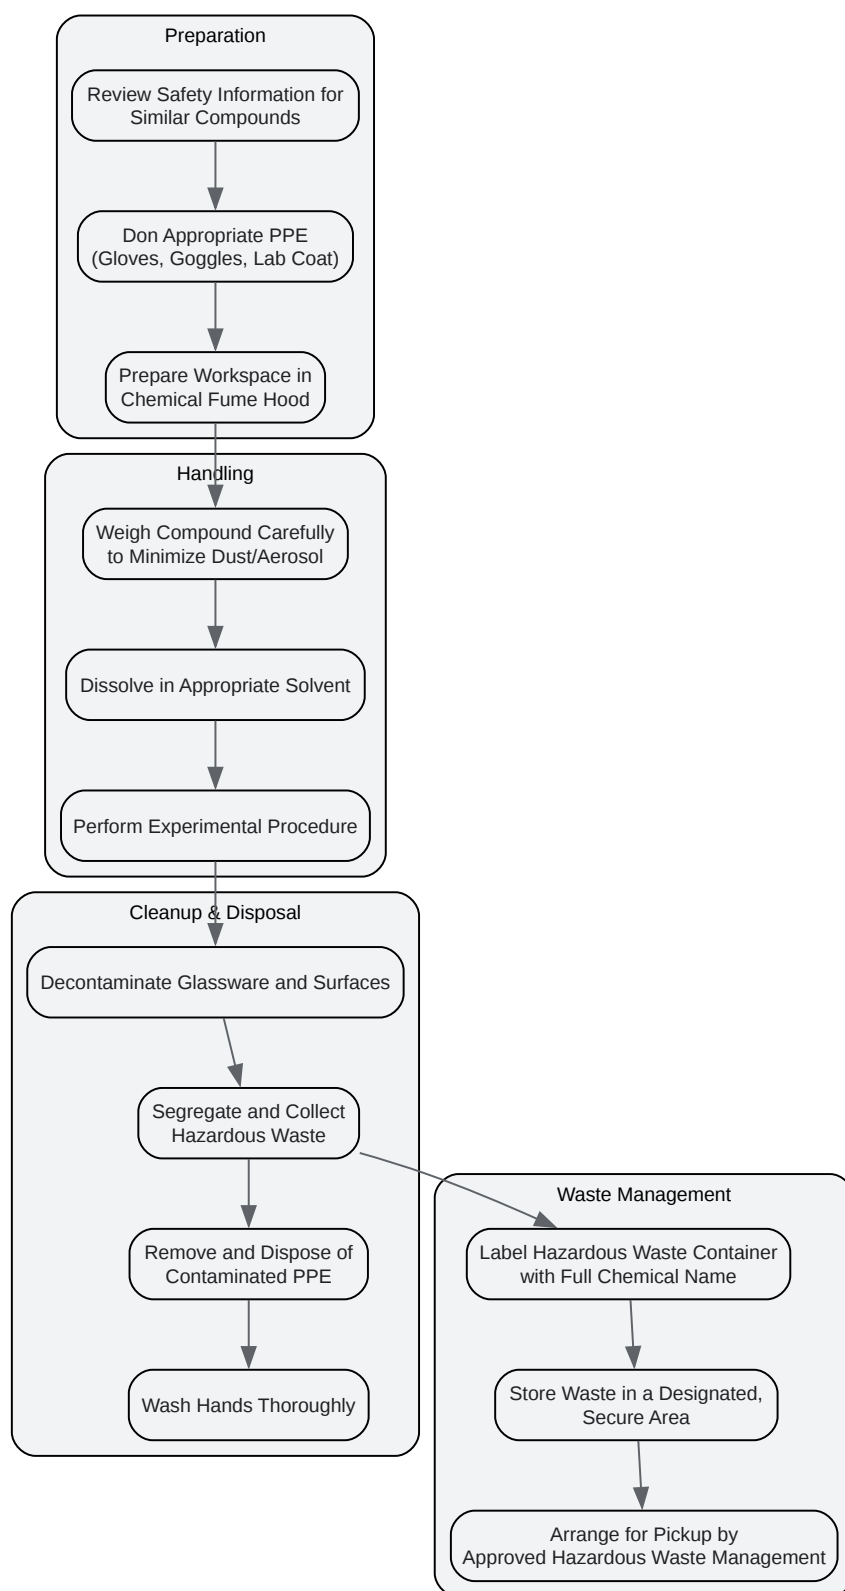 Preparation
Review Safety Information for
Similar Compounds
Don Appropriate PPE
(Gloves, Goggles, Lab Coat)
Prepare Workspace in
Chemical Fume Hood
Handling
Weigh Compound Carefully
to Minimize Dust/Aerosol
Dissolve in Appropriate Solvent
Perform Experimental Procedure
Cleanup & Disposal
Decontaminate Glassware and Surfaces
Segregate and Collect
Hazardous Waste
Remove and Dispose of
Contaminated PPE
Wash Hands Thoroughly
Waste Management
Label Hazardous Waste Container
with Full Chemical Name
Store Waste in a Designated,
Secure Area
Arrange for Pickup by
Approved Hazardous Waste Management